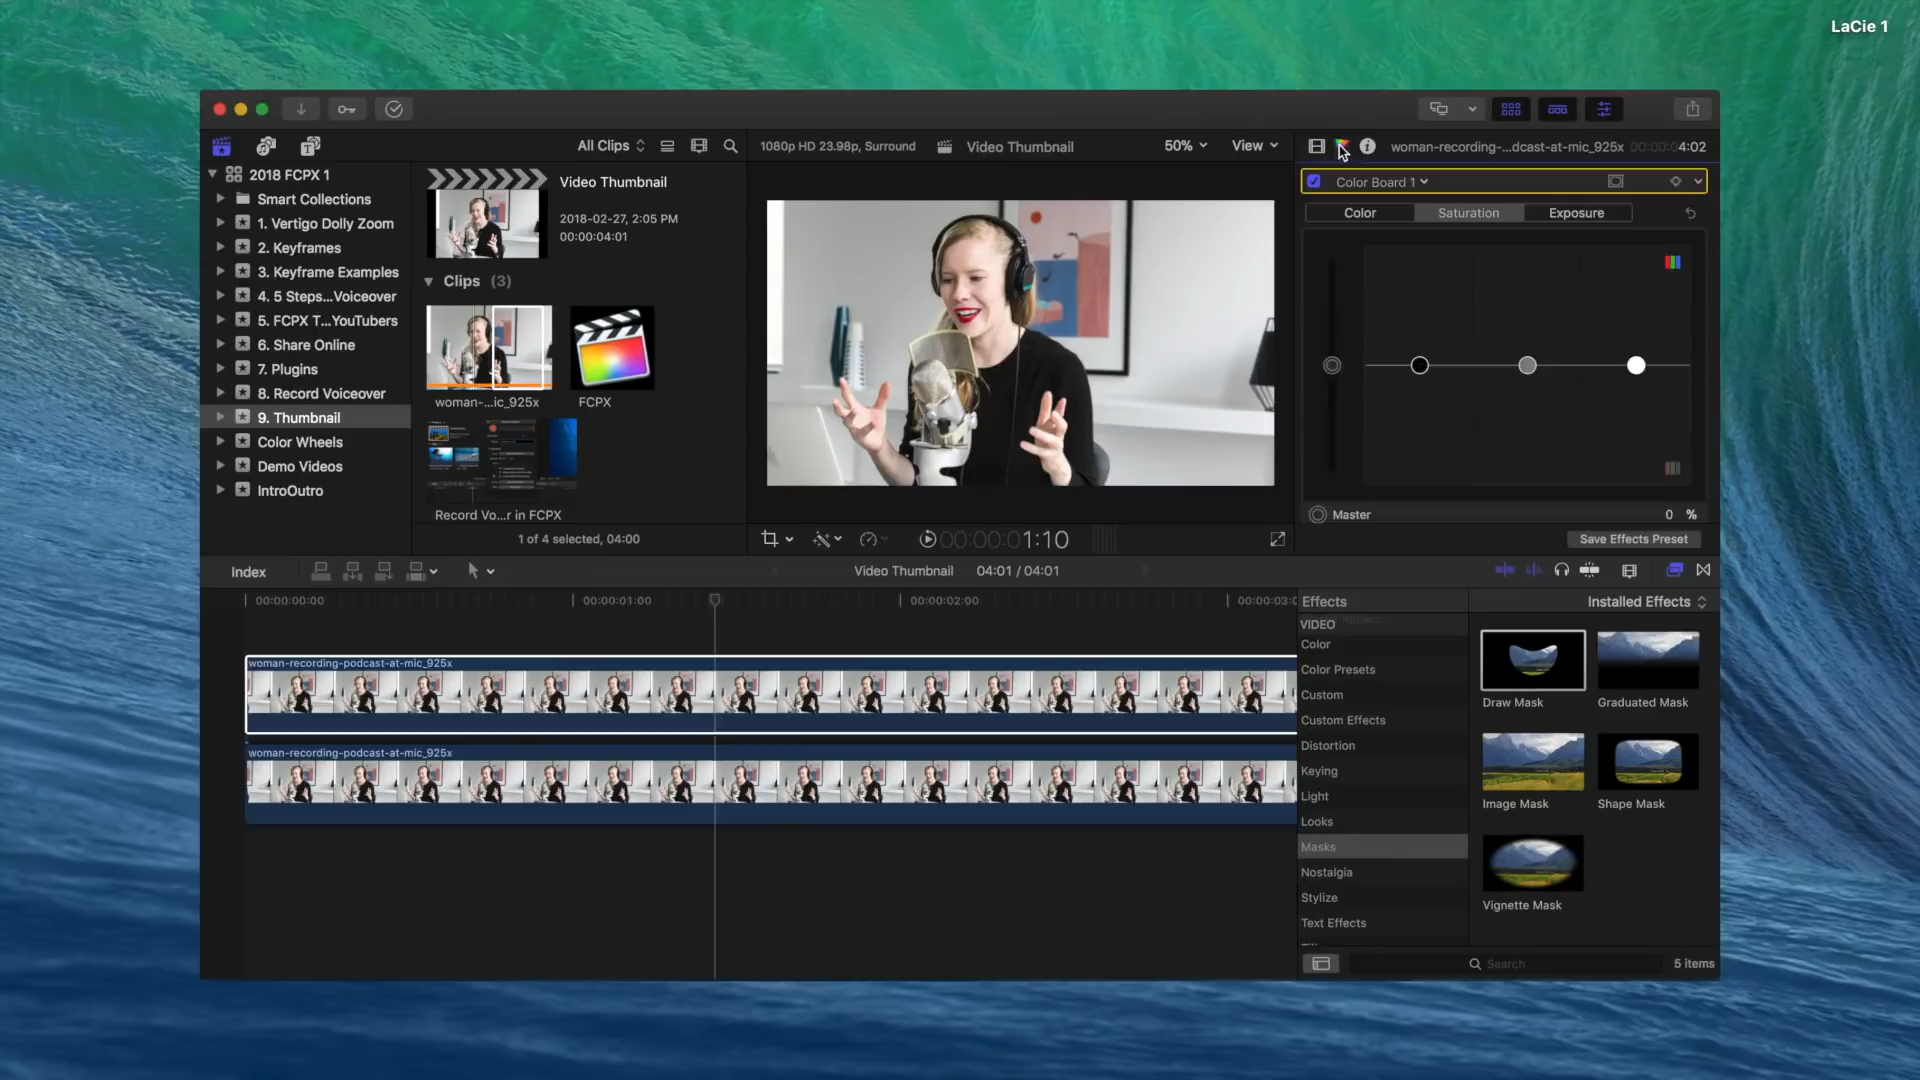 LaCie 1
All Clips
1080p HD 23.98p, Surround
Video Thumbnail
50%
View
woman-recording-...dcast-at-mic_925x
4:02
2018 FCPX 1
Smart Collections
1. Vertigo Dolly Zoom
2. Keyframes
3. Keyframe Examples
4. 5 Steps...Voiceover
5. FCPX T...YouTubers
6. Share Online
7. Plugins
8. Record Voiceover
9. Thumbnail
Color Wheels
Demo Videos
IntroOutro
Video Thumbnail
2018-02-27, 2:05 PM
00:00:04:01
Clips (3)
woman-...ic_925x
FCPX
Record Vo...r in FCPX
1 of 4 selected, 04:00
00:00:01:10
Color Board 1
Color
Saturation
Exposure
Master
0 %
Save Effects Preset
Index
Video Thumbnail
04:01 / 04:01
00:00:00:00
00:00:01:00
00:00:02:00
00:00:03:0
woman-recording-podcast-at-mic_925x
woman-recording-podcast-at-mic_925x
Effects
Installed Effects
VIDEO
Color
Color Presets
Custom
Custom Effects
Distortion
Keying
Light
Looks
Masks
Nostalgia
Stylize
Text Effects
Draw Mask
Graduated Mask
Image Mask
Shape Mask
Vignette Mask
Search
5 items